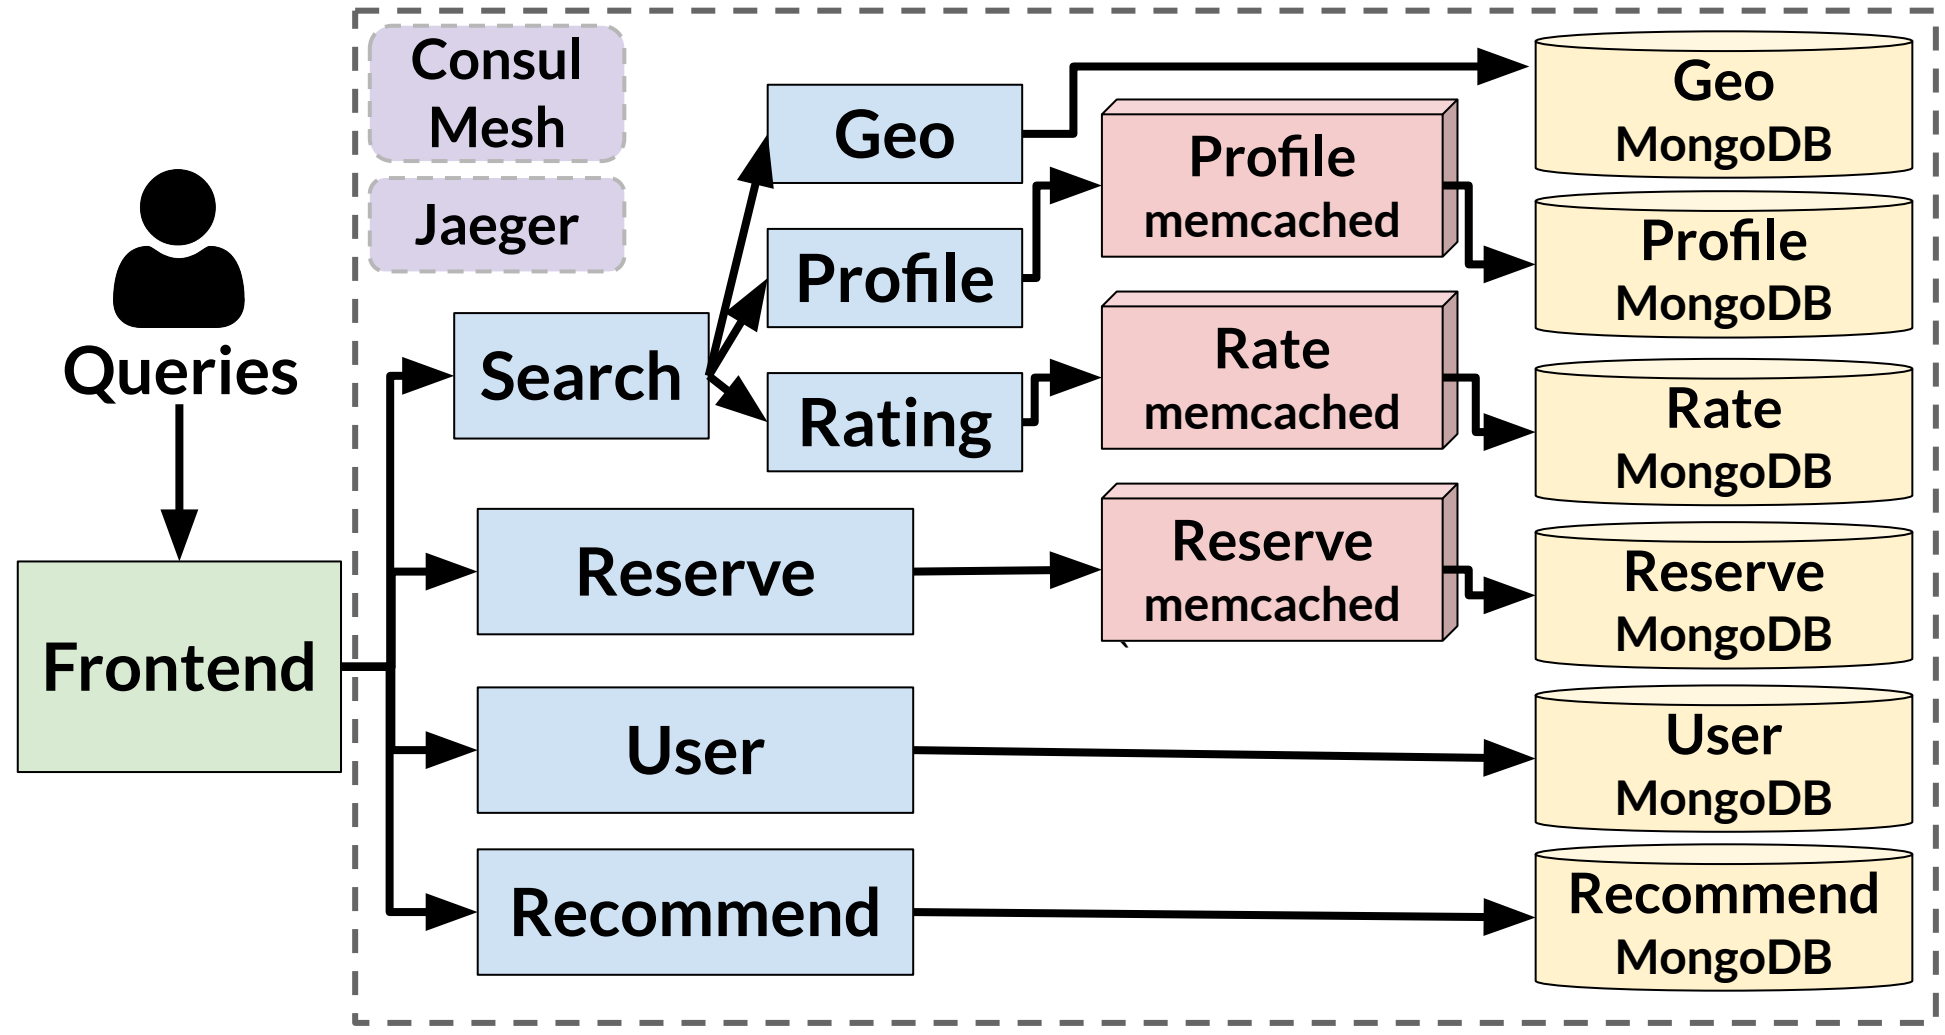 Consul
Mesh
Jaeger
Queries
Frontend
Search
Geo
Profile
Rating
Reserve
User
Recommend
Profile
memcached
Rate
memcached
Reserve
memcached
Geo
MongoDB
Profile
MongoDB
Rate
MongoDB
Reserve
MongoDB
User
MongoDB
Recommend
MongoDB